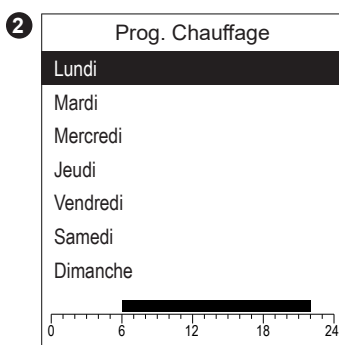 2
Prog. Chauffage
Lundi
Mardi
Mercredi
Jeudi
Vendredi
Samedi
Dimanche
0 6 12 18 24